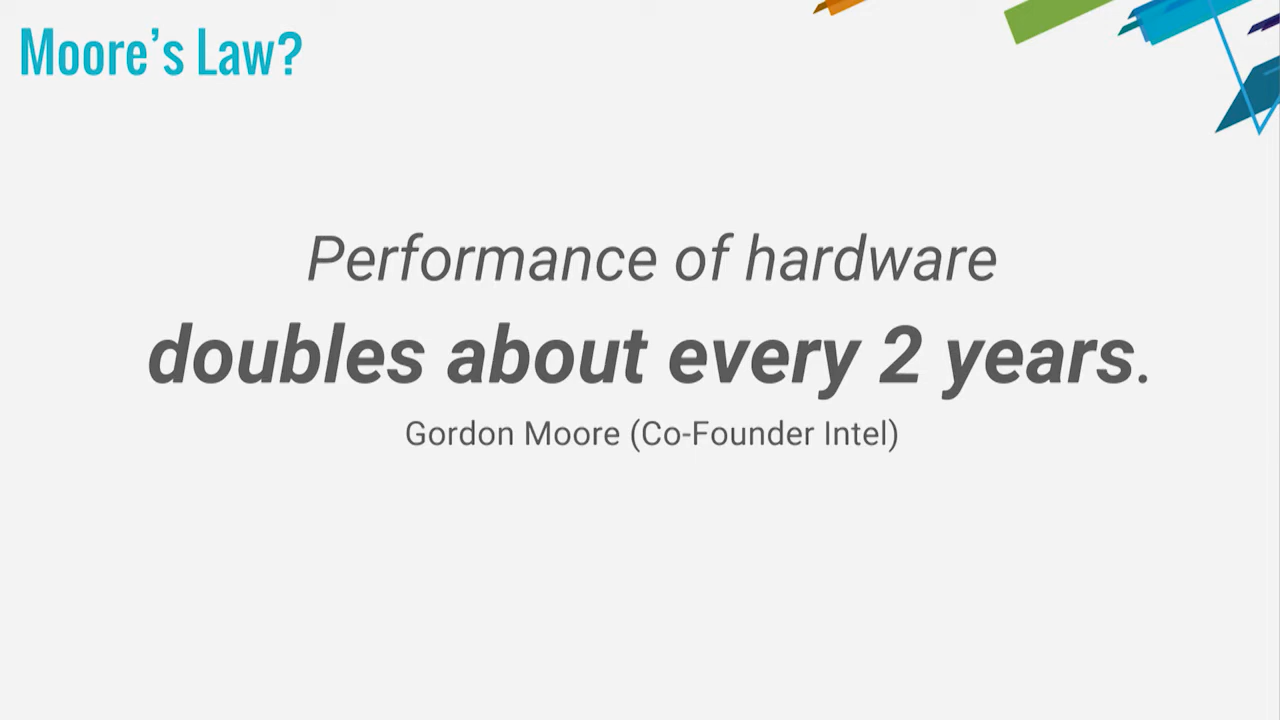 Moore’s Law?
Performance of hardware
doubles about every 2 years.
Gordon Moore (Co-Founder Intel)